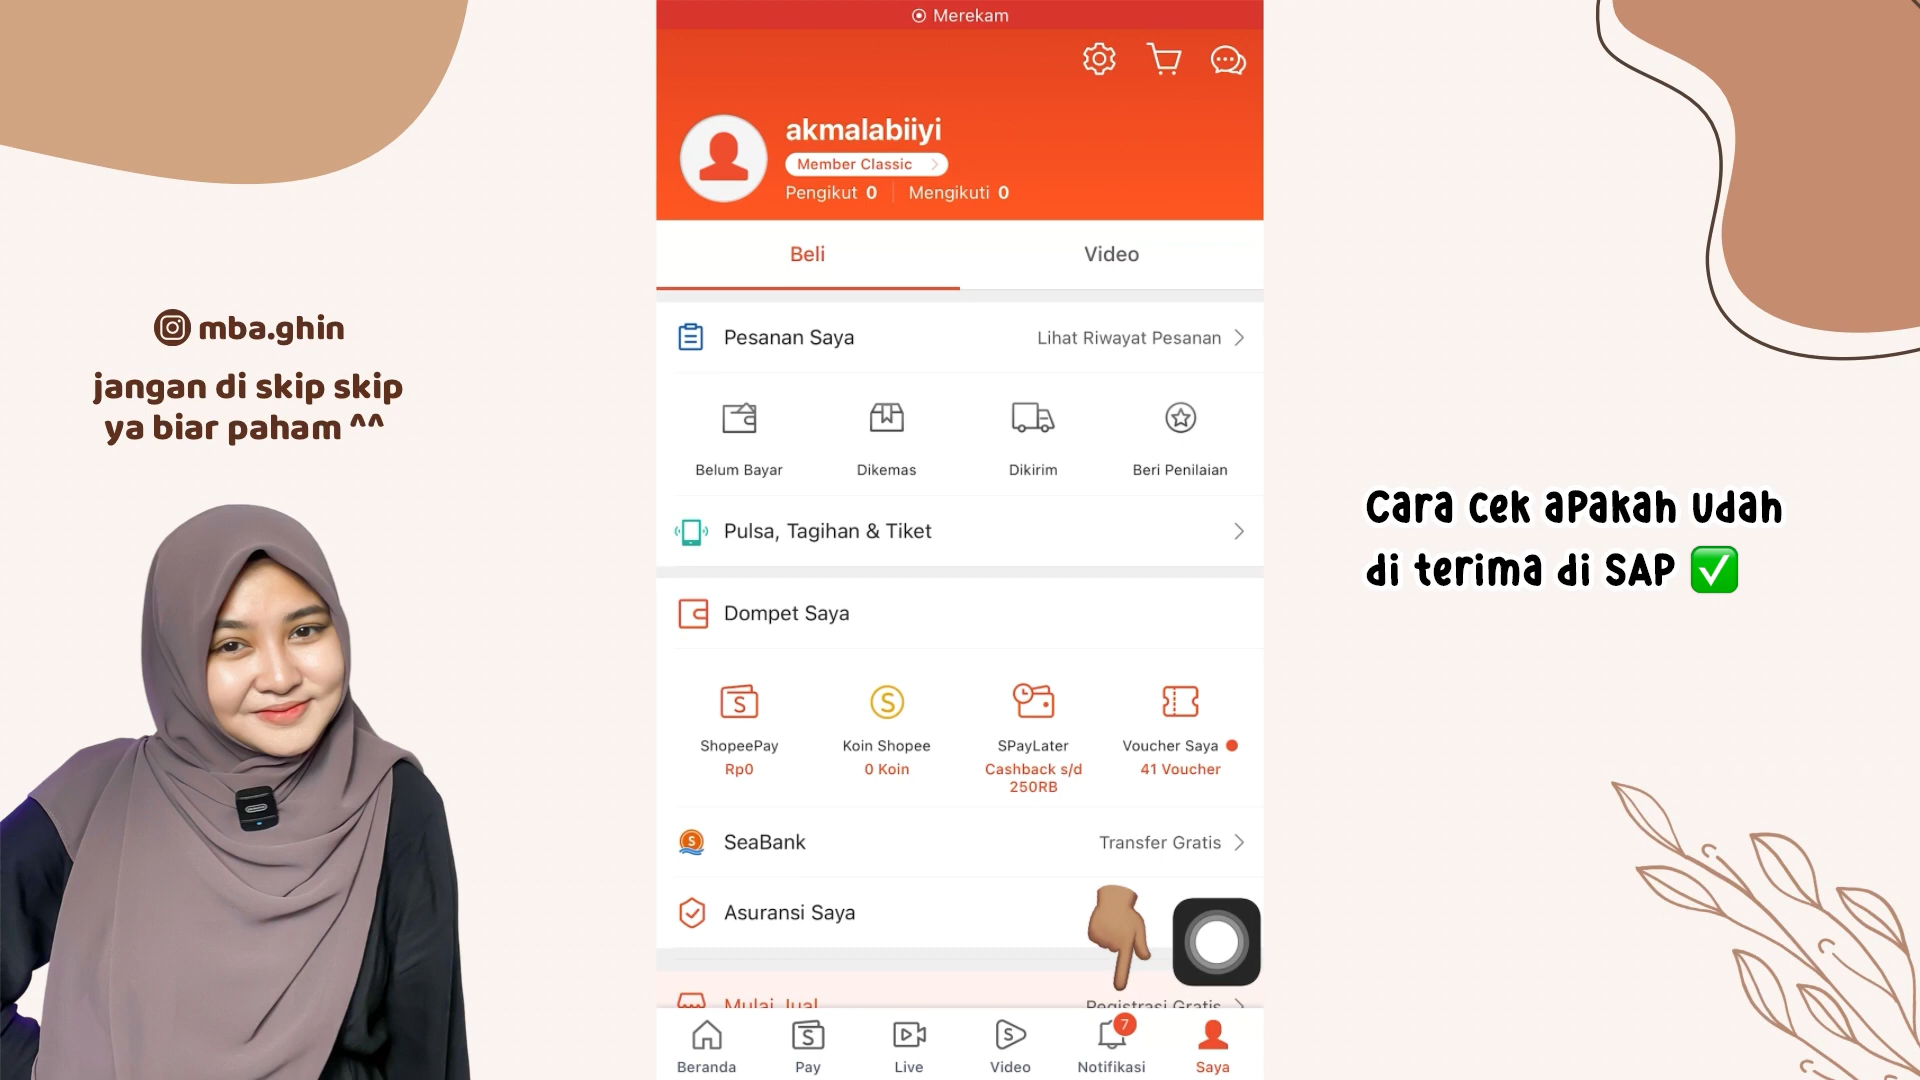 Merekam
akmalabiiyi
Member Classic
Pengikut 0 Mengikuti 0
Beli Video
mba.ghin
jangan di skip skip
ya biar paham ^^
Pesanan Saya Lihat Riwayat Pesanan
Belum Bayar Dikemas Dikirim Beri Penilaian
Pulsa, Tagihan & Tiket
Cara cek apakah udah
di terima di SAP ✅
Dompet Saya
ShopeePay Koin Shopee SPayLater Voucher Saya
Rp0 0 Koin Cashback s/d 41 Voucher
250RB
SeaBank Transfer Gratis
Asuransi Saya
Mulai Jual Registrasi Gratis
7
Beranda Pay Live Video Notifikasi Saya